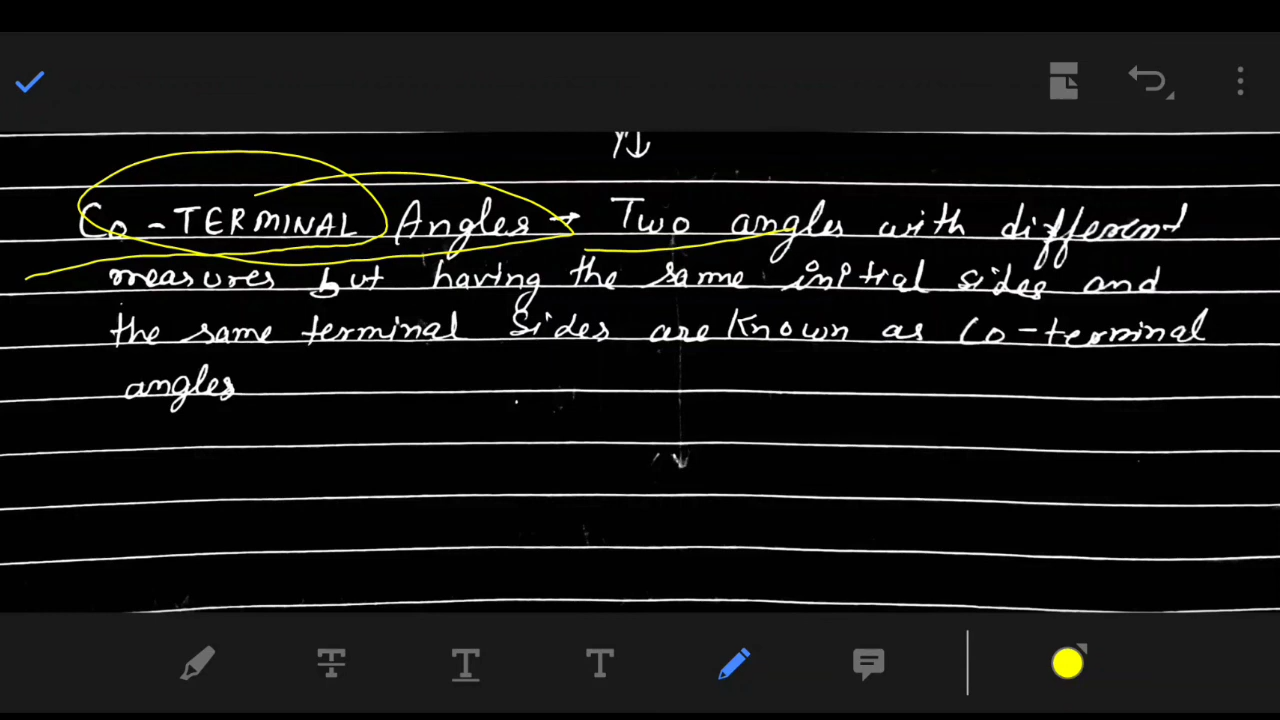 Co-TERMINAL Angles → Two angles with different
measures but having the same initial sides and
the same terminal sides are known as co-terminal
angles